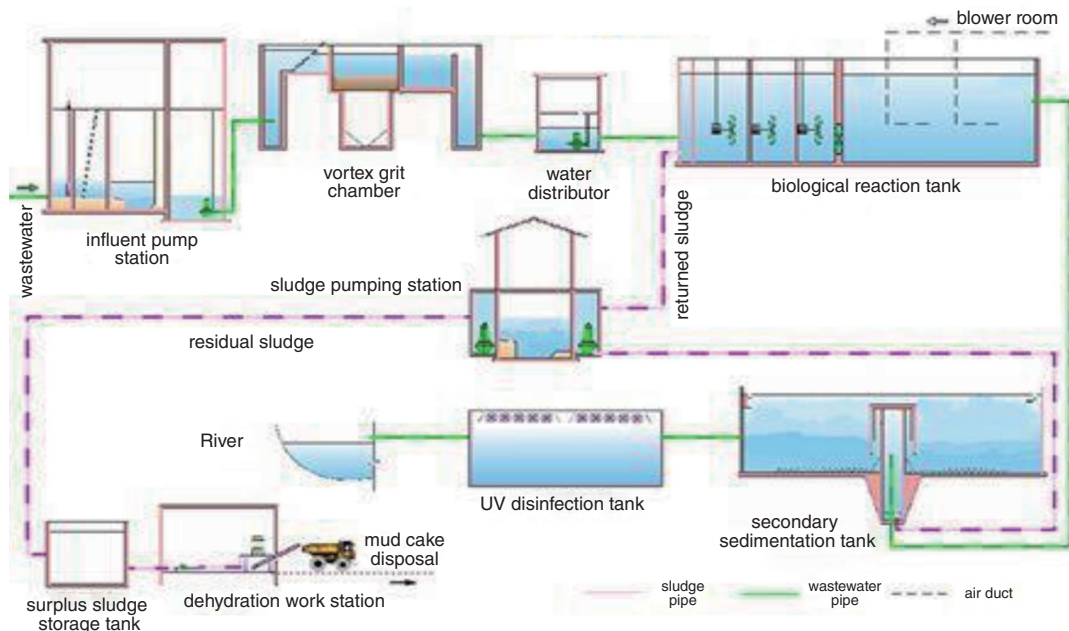 blower room
vortex grit
chamber
water
distributor
biological reaction tank
wastewater
influent pump
station
returned sludge
sludge pumping station
residual sludge
River
UV disinfection tank
secondary
sedimentation tank
mud cake
disposal
surplus sludge
storage tank
dehydration work station
sludge
pipe
wastewater
pipe
air duct